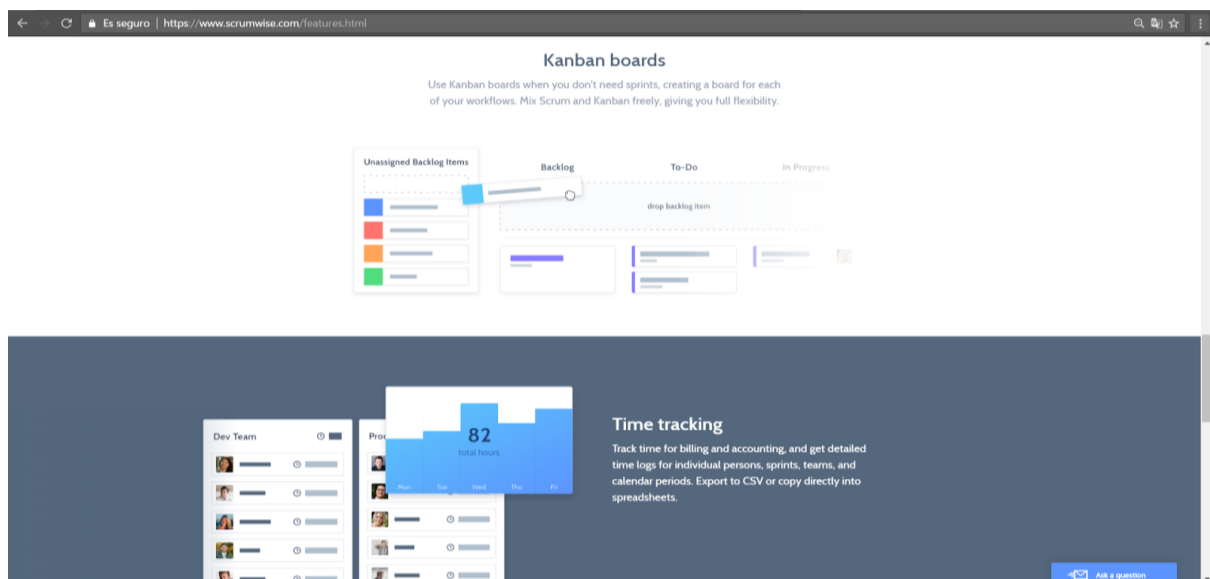 Es seguro | https://www.scrumwise.com/features.html
Kanban boards
Use Kanban boards when you don't need sprints, creating a board for each
of your workflows. Mix Scrum and Kanban freely, giving you full flexibility.
Unassigned Backlog Items
Backlog
To-Do
In Progress
drop backlog item
Time tracking
Track time for billing and accounting, and get detailed
time logs for individual persons, sprints, teams, and
calendar periods. Export to CSV or copy directly into
spreadsheets.
Dev Team
82
total hours
Mon Tue Wed Thu Fri
Ask a question